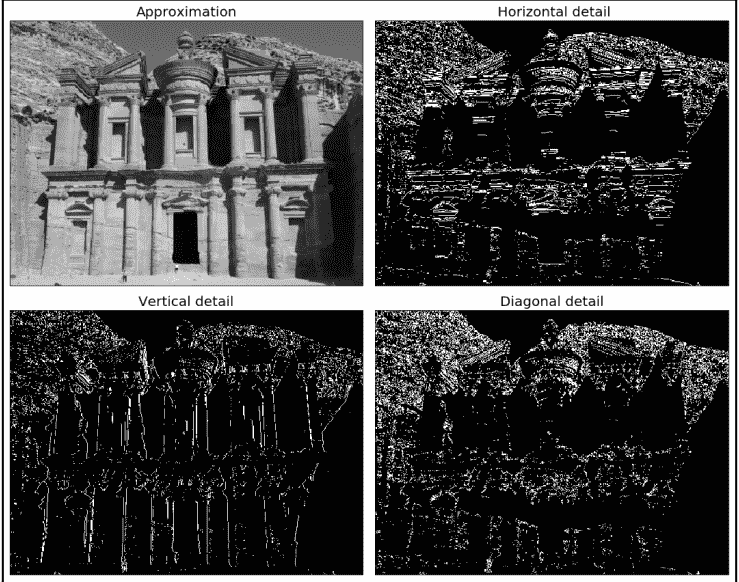 Approximation
Horizontal detail
Vertical detail
Diagonal detail